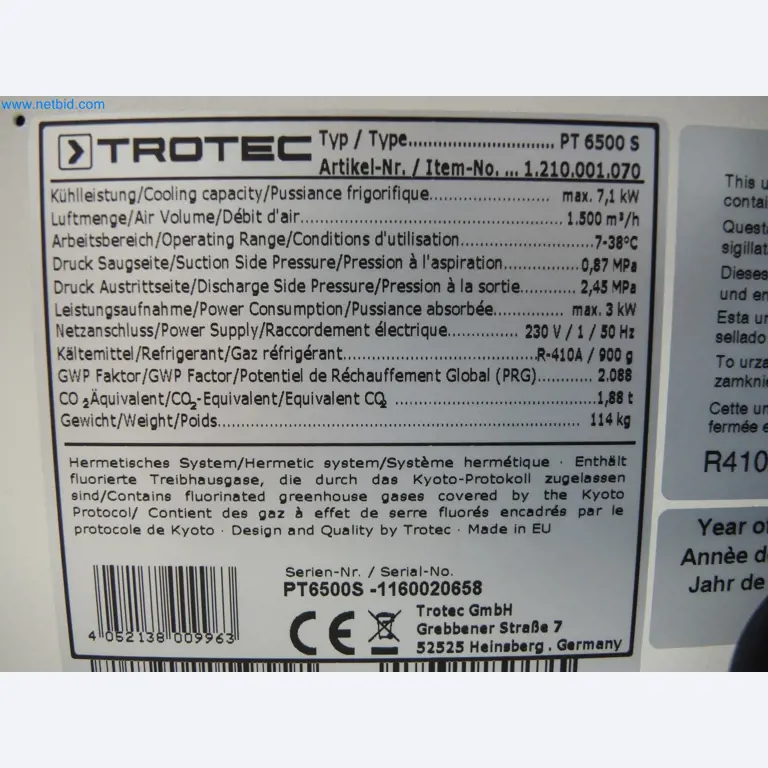 www.netbid.com
TROTEC
Typ / Type............................. PT 6500 S
Artikel-Nr. / Item-No. ... 1.210.001.070
Kühlleistung/Cooling capacity/Pussiance frigorifique....................... max. 7,1 kW
Luftmenge/Air Volume/Débit d'air.................................................1.500 m³/h
Arbeitsbereich/Operating Range/Conditions d'utilisation.........................7-38°C
Druck Saugseite/Suction Side Pressure/Pression à l'aspiration..............0,87 MPa
Druck Austrittseite/Discharge Side Pressure/Pression à la sortie..........2,45 MPa
Leistungsaufnahme/Power Consumption/Pussiance absorbée.............. max. 3 kW
Netzanschluss/Power Supply/Raccordement électrique............. 230 V / 1 / 50 Hz
Kältemittel/Refrigerant/Gaz réfrigérant...................................R-410A / 900 g
GWP Faktor/GWP Factor/Potentiel de Réchauffement Global (PRG).......... 2.088
CO₂Äquivalent/CO₂-Equivalent/Equivalent CO₂ ....................................1,88 t
Gewicht/Weight/Poids................................................................. 114 kg
Hermetisches System/Hermetic system/Système hermétique · Enthält
fluorierte Treibhausgase, die durch das Kyoto-Protokoll zugelassen
sind/Contains fluorinated greenhouse gases covered by the Kyoto
Protocol/ Contient des gaz à effet de serre fluorés encadrés par le
protocole de Kyoto · Design and Quality by Trotec · Made in EU
Serien-Nr. / Serial-No.
PT6500S -1160020658
4 052138 009963
CE
Trotec GmbH
Grebbener Straße 7
52525 Heinsberg . Germany
This u
contai
Quest
sigillat
Dieses
und en
Esta un
sellado
To urza
zamknie
Cette un
fermée e
R410
Year of
Annèe d
Jahr de